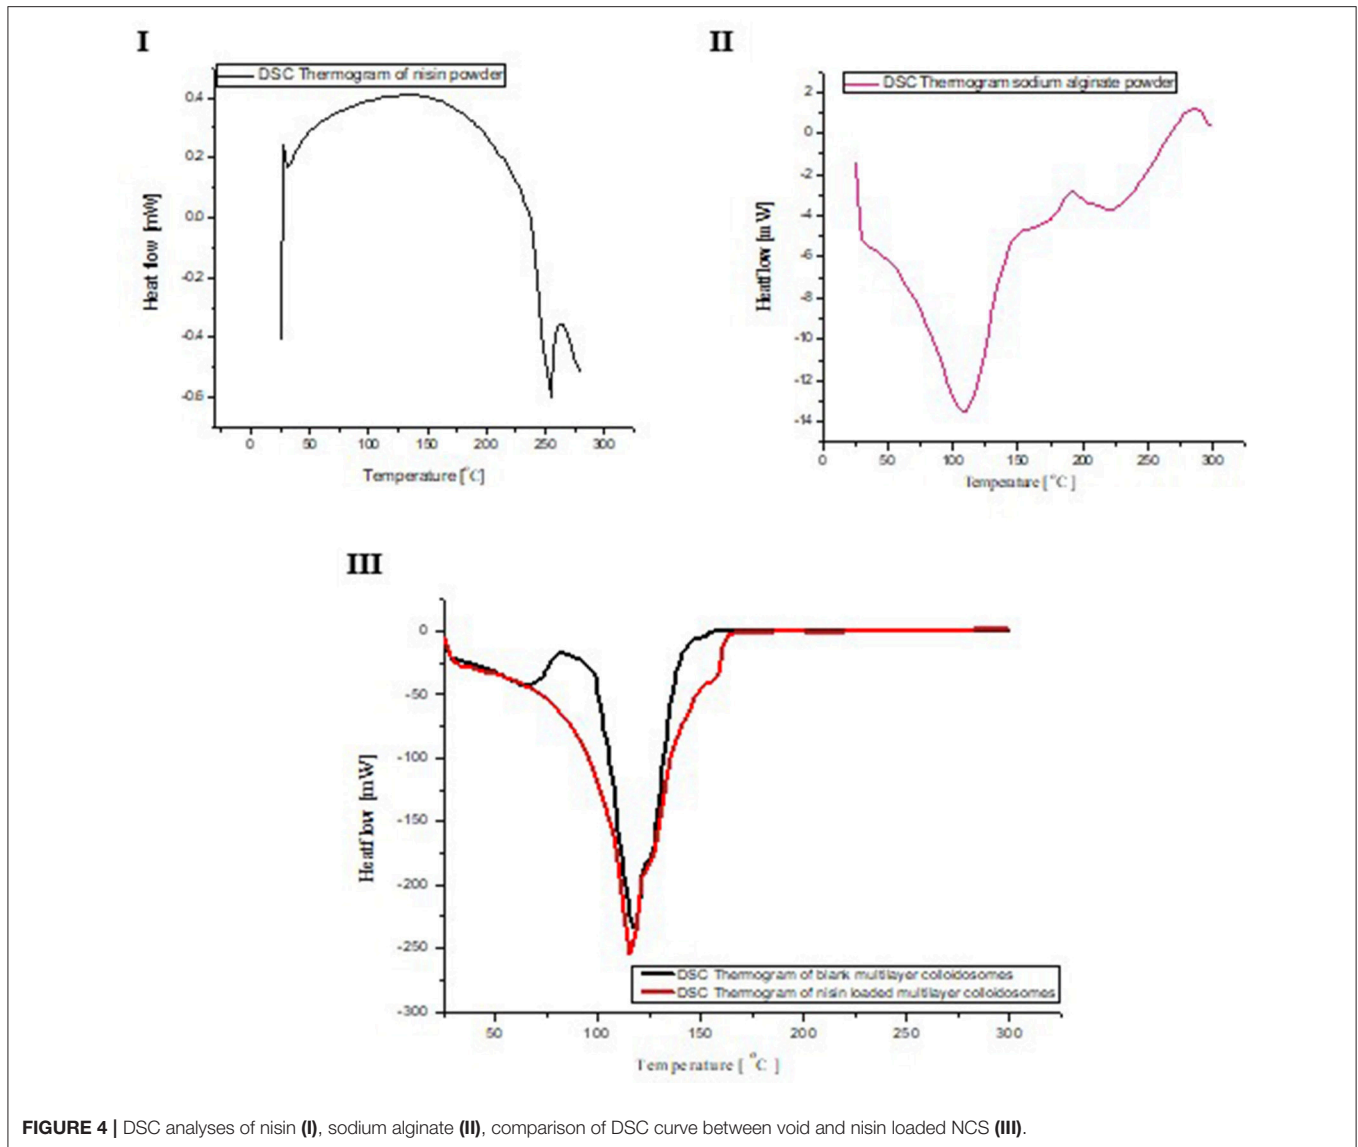 I
DSC Thermogram of nisin powder
0.4
0.2
0.0
-0.2
-0.4
-0.6
Heat flow [mW]
0 50 100 150 200 250 300
Temperature [°C]
II
DSC Thermogram sodium alginate powder
2
0
-2
-4
-6
-8
-10
-12
-14
Heatflow [mW]
0 50 100 150 200 250 300
Temperature [°C]
III
0
-50
-100
-150
-200
-250
-300
Heatflow [mW]
DSC Thermogram of blank multilayer colloidosomes
DSC Thermogram of nisin loaded multilayer colloidosomes
50 100 150 200 250 300
Temperature [°C]
FIGURE 4 | DSC analyses of nisin (I), sodium alginate (II), comparison of DSC curve between void and nisin loaded NCS (III).